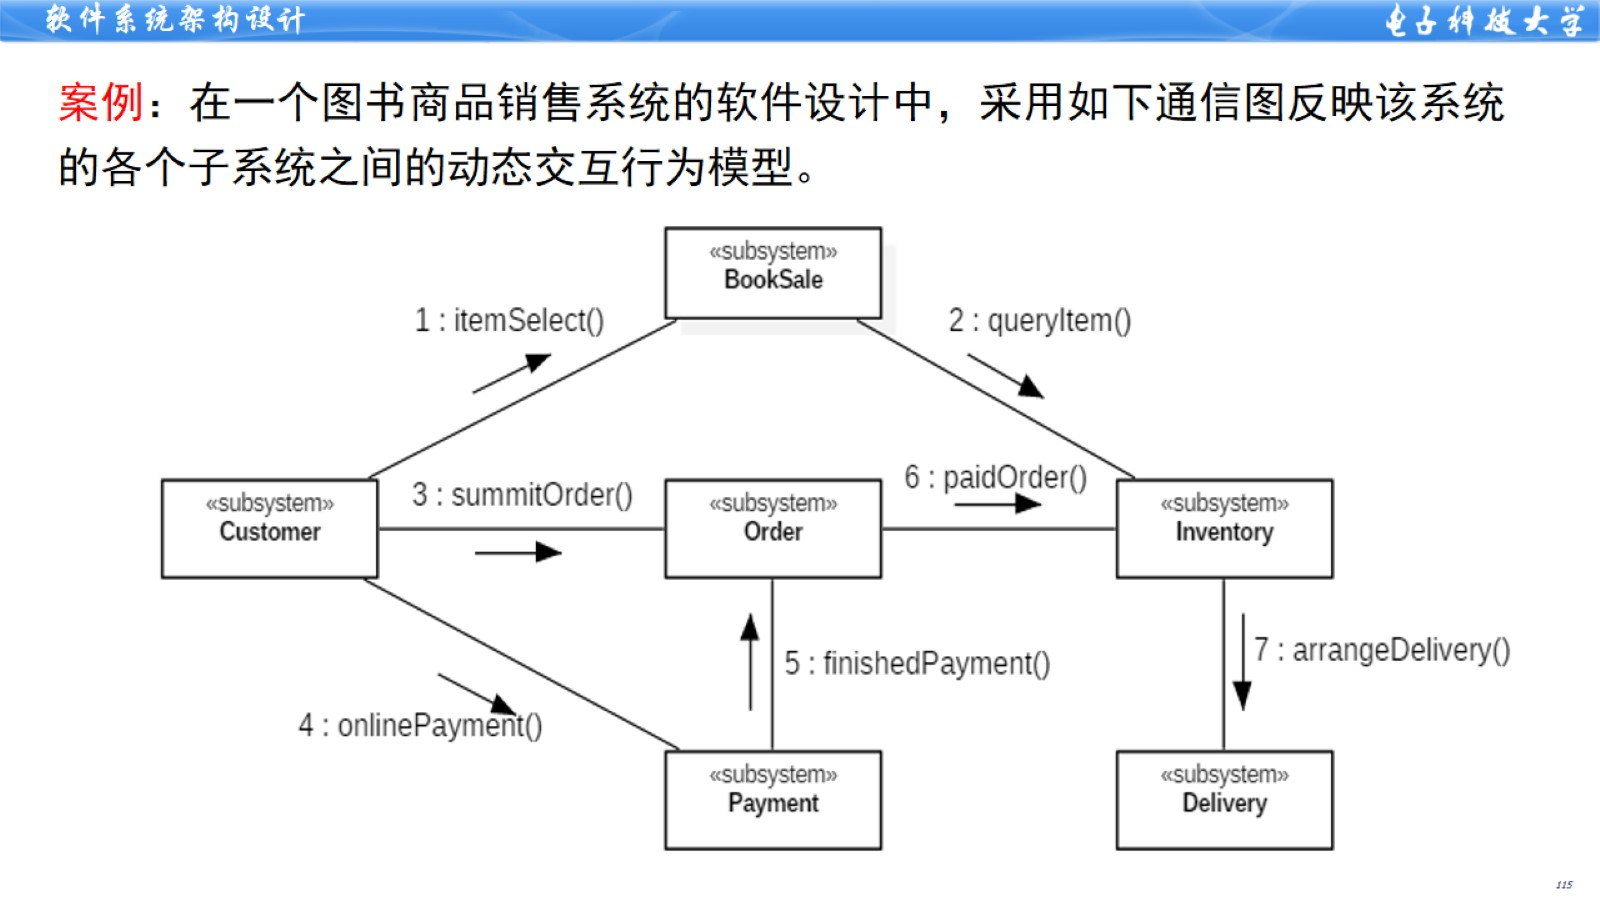 软件系统架构设计
电子科技大学
案例：在一个图书商品销售系统的软件设计中，采用如下通信图反映该系统
的各个子系统之间的动态交互行为模型。
«subsystem»
BookSale
1 : itemSelect()
2 : queryItem()
«subsystem»
Customer
3 : summitOrder()
«subsystem»
Order
6 : paidOrder()
«subsystem»
Inventory
4 : onlinePayment()
5 : finishedPayment()
7 : arrangeDelivery()
«subsystem»
Payment
«subsystem»
Delivery
115